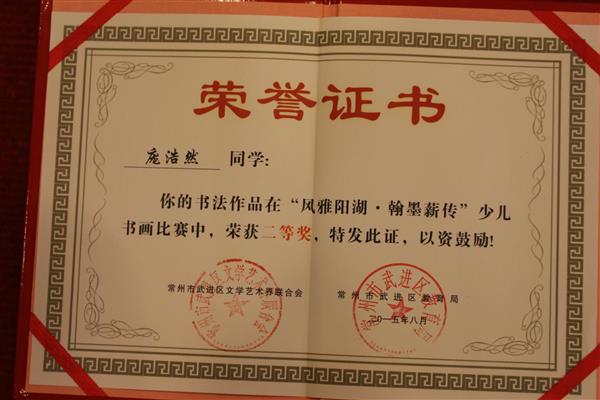 荣誉证书
庞浩然 同学:
你的书法作品在“风雅阳湖·翰墨薪传”少儿
书画比赛中,荣获二等奖,特发此证,以资鼓励!
常州市武进区文学艺术界联合会 常州市武进区教育局
二〇一五年八月